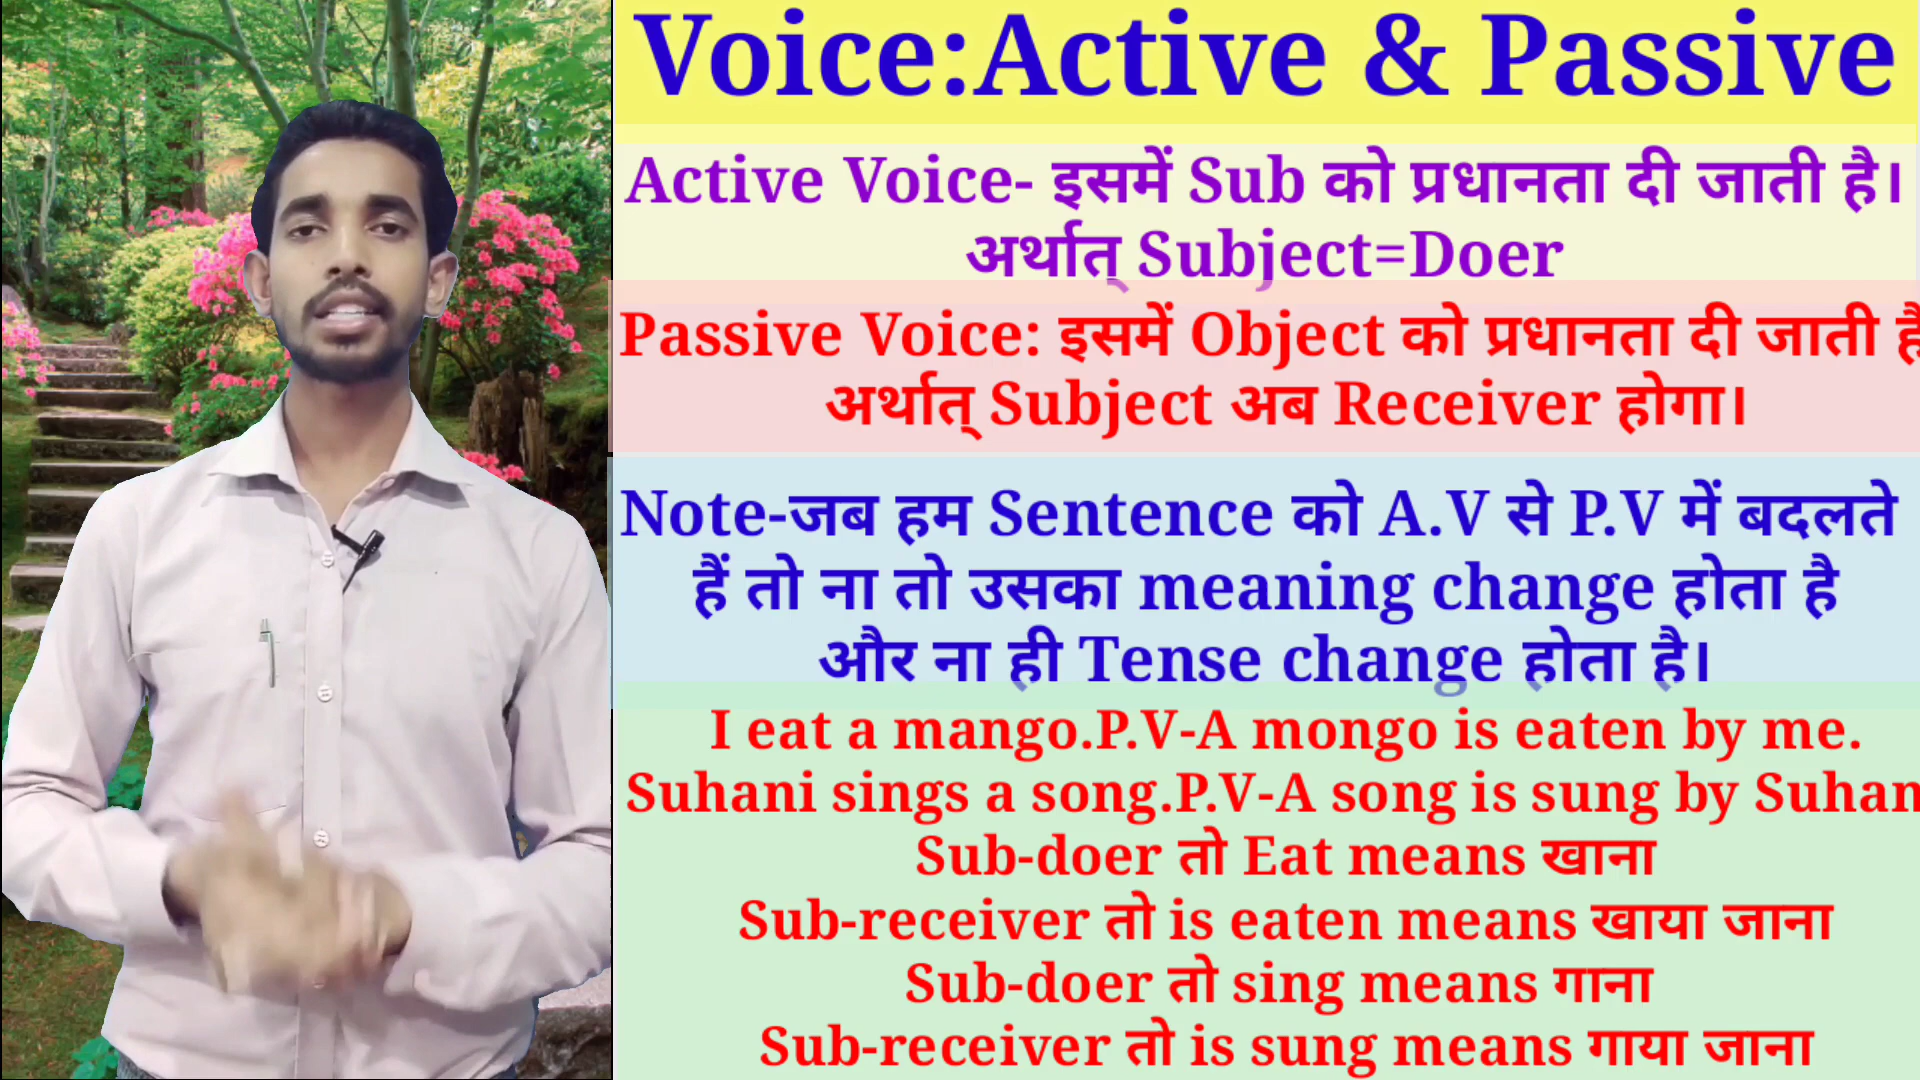 Voice:Active & Passive
Active Voice- इसमें Sub को प्रधानता दी जाती है।
अर्थात् Subject=Doer
Passive Voice: इसमें Object को प्रधानता दी जाती है
अर्थात् Subject अब Receiver होगा।
Note-जब हम Sentence को A.V से P.V में बदलते
हैं तो ना तो उसका meaning change होता है
और ना ही Tense change होता है।
I eat a mango.P.V-A mongo is eaten by me.
Suhani sings a song.P.V-A song is sung by Suhan
Sub-doer तो Eat means खाना
Sub-receiver तो is eaten means खाया जाना
Sub-doer तो sing means गाना
Sub-receiver तो is sung means गाया जाना